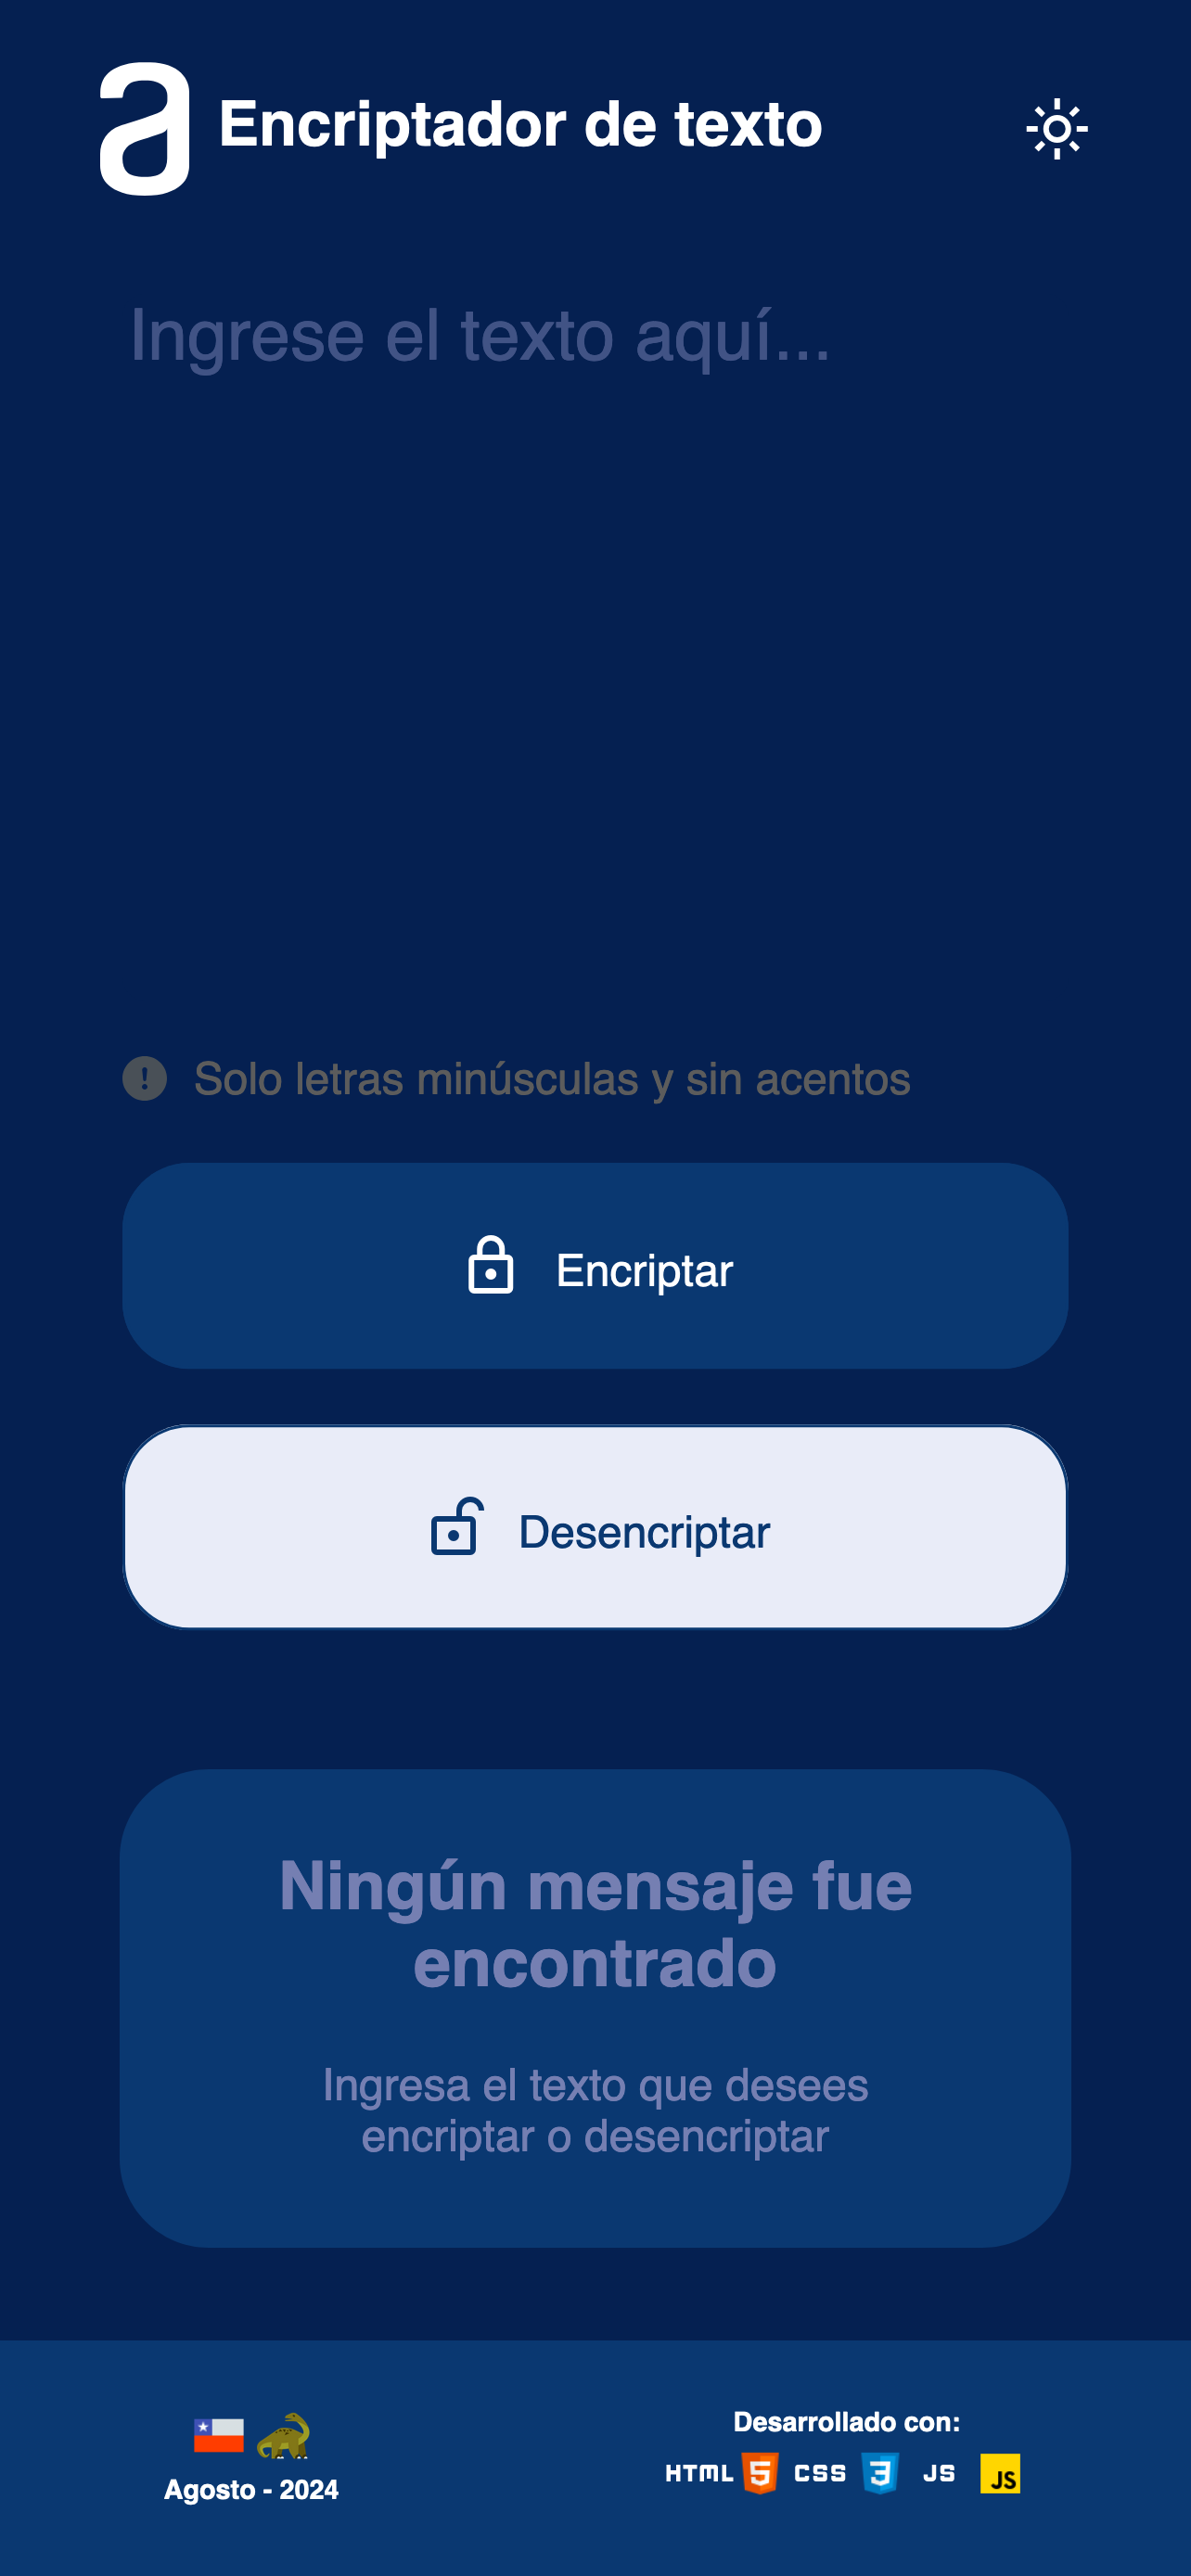 a Encriptador de texto
Ingrese el texto aquí...
! Solo letras minúsculas y sin acentos
Encriptar
Desencriptar
Ningún mensaje fue
encontrado
Ingresa el texto que desees
encriptar o desencriptar
Agosto - 2024
Desarrollado con:
HTML 5 CSS 3 JS JS